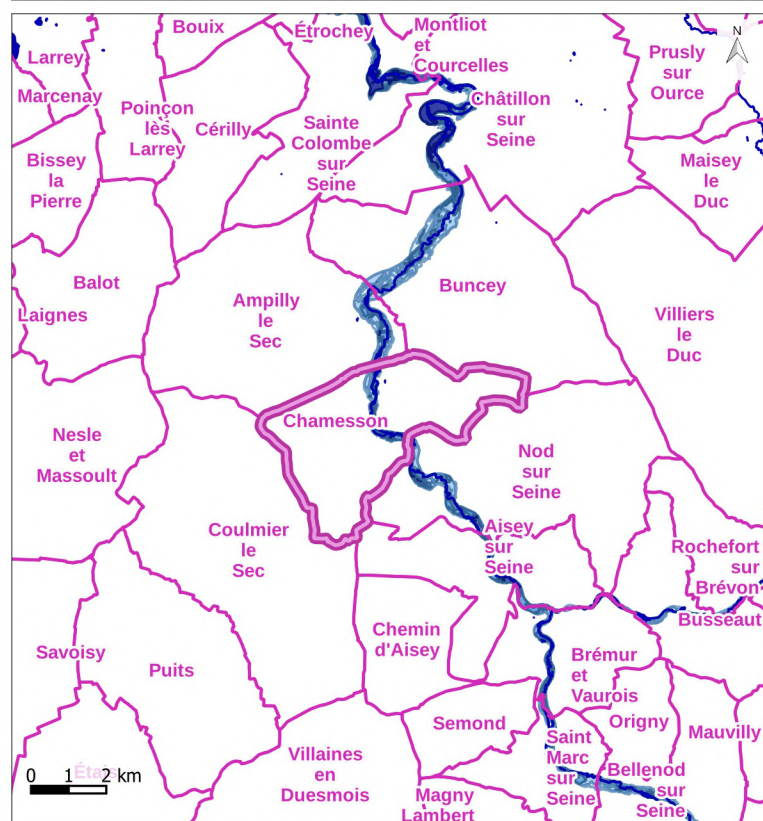 Bouix
Étrochey
Montliot
et
Courcelles
N
Larrey
Marcenay
Poinçon
lès
Larrey
Cérilly
Sainte
Colombe
sur
Seine
Châtillon
sur
Seine
Prusly
sur
Ource
Bissey
la
Pierre
Maisey
le
Duc
Balot
Laignes
Ampilly
le
Sec
Buncey
Villiers
le
Duc
Chamesson
Nesle
et
Massoult
Nod
sur
Seine
Coulmier
le
Sec
Aisey
sur
Seine
Rochefort
sur
Brévon
Busseaut
Chemin
d'Aisey
Savoisy
Puits
Brémur
et
Vaurois
Semond
Origny
Mauvilly
Saint
Marc
sur
Seine
Villaines
en
Duesmois
Bellenod
sur
Seine
Magny
Lambert
Étais
0 1 2 km